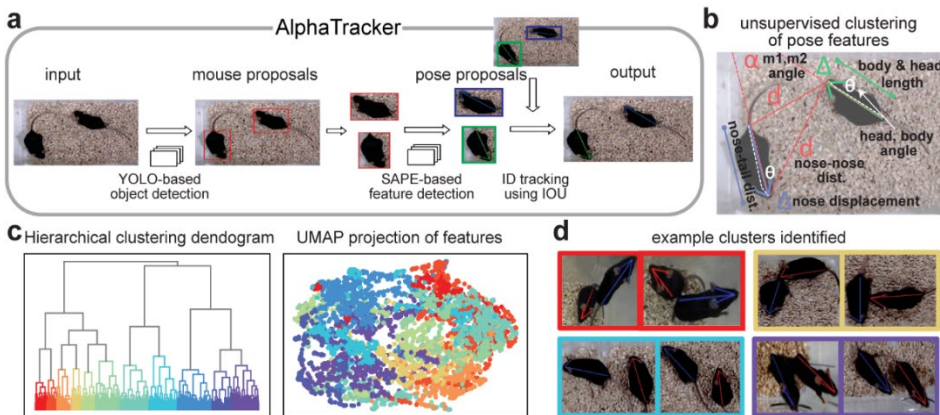 a
AlphaTracker
input
mouse proposals
pose proposals
output
YOLO-based
object detection
SAPE-based
feature detection
ID tracking
using IOU
b
unsupervised clustering
of pose features
α m1,m2
angle
Δ
body & head
length
θ
d
head, body
angle
d
nose-nose
dist.
nose-tail dist.
θ
Δ nose displacement
c
Hierarchical clustering dendogram
UMAP projection of features
d
example clusters identified